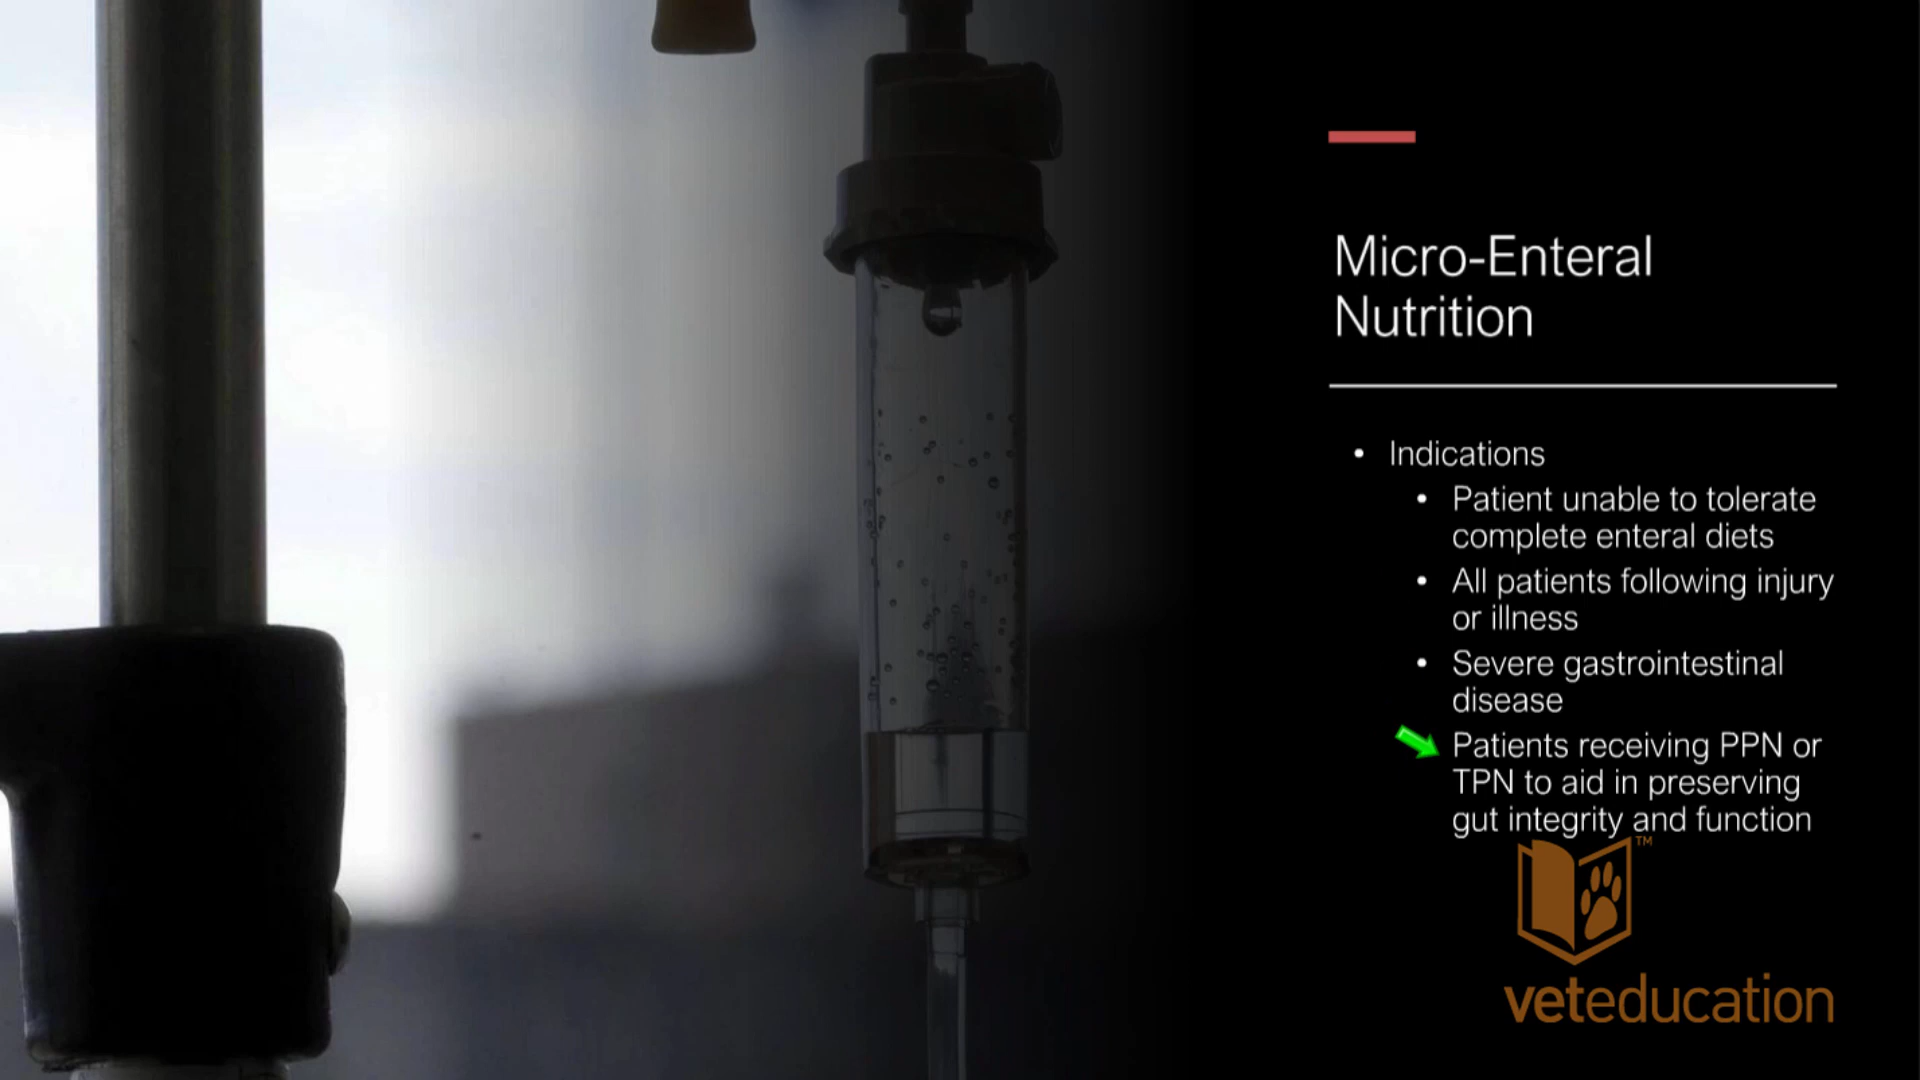 Micro-Enteral
Nutrition
• Indications
• Patient unable to tolerate
complete enteral diets
• All patients following injury
or illness
• Severe gastrointestinal
disease
Patients receiving PPN or
TPN to aid in preserving
gut integrity and function
TM
veteducation